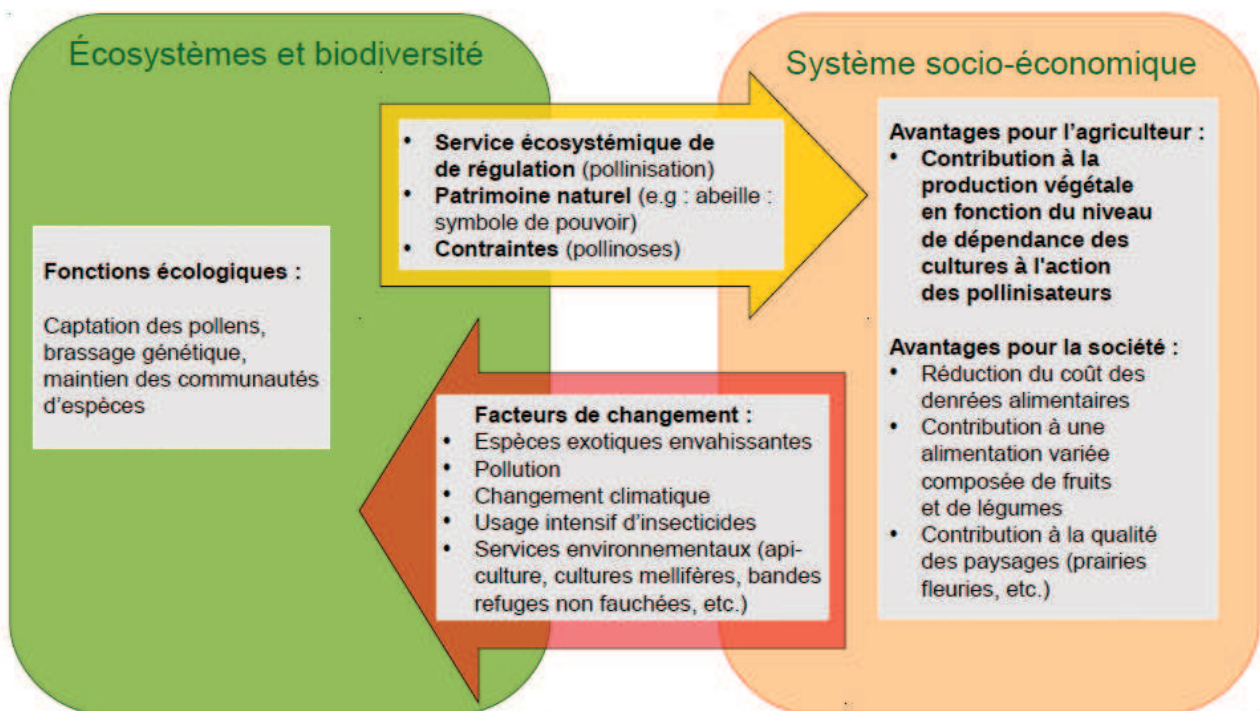 Écosystèmes et biodiversité
Système socio-économique
• Service écosystémique de
de régulation (pollinisation)
• Patrimoine naturel (e.g : abeille :
symbole de pouvoir)
• Contraintes (pollinoses)
Fonctions écologiques :
Captation des pollens,
brassage génétique,
maintien des communautés
d'espèces
Facteurs de changement :
• Espèces exotiques envahissantes
• Pollution
• Changement climatique
• Usage intensif d'insecticides
• Services environnementaux (api-
culture, cultures mellifères, bandes
refuges non fauchées, etc.)
Avantages pour l'agriculteur :
• Contribution à la
production végétale
en fonction du niveau
de dépendance des
cultures à l'action
des pollinisateurs
Avantages pour la société :
• Réduction du coût des
denrées alimentaires
• Contribution à une
alimentation variée
composée de fruits
et de légumes
• Contribution à la qualité
des paysages (prairies
fleuries, etc.)